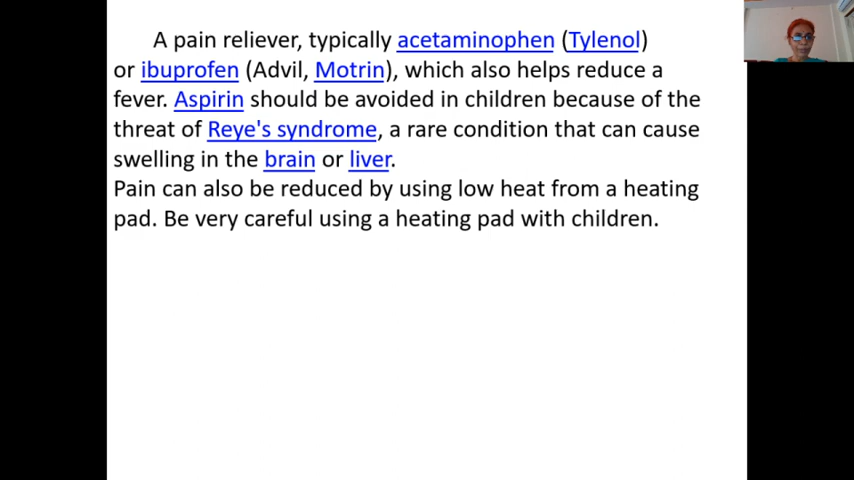 A pain reliever, typically acetaminophen (Tylenol)
or ibuprofen (Advil, Motrin), which also helps reduce a
fever. Aspirin should be avoided in children because of the
threat of Reye's syndrome, a rare condition that can cause
swelling in the brain or liver.
Pain can also be reduced by using low heat from a heating
pad. Be very careful using a heating pad with children.